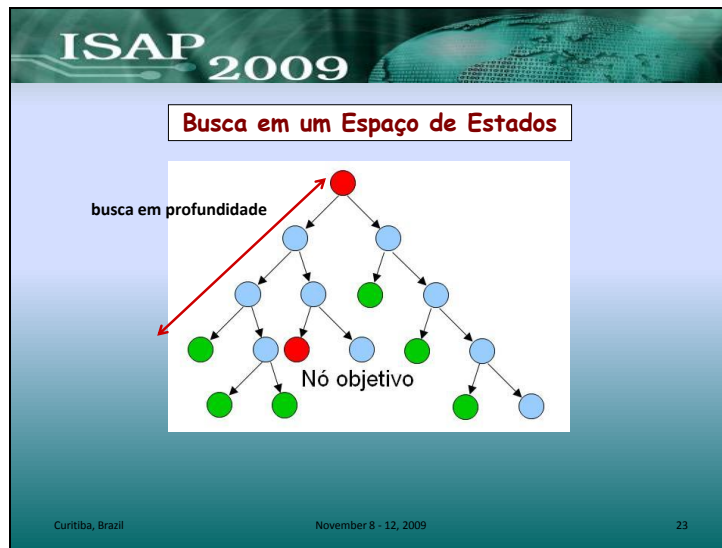 ISAP 2009
Busca em um Espaço de Estados
busca em profundidade
Nó objetivo
Curitiba, Brazil
November 8 - 12, 2009
23